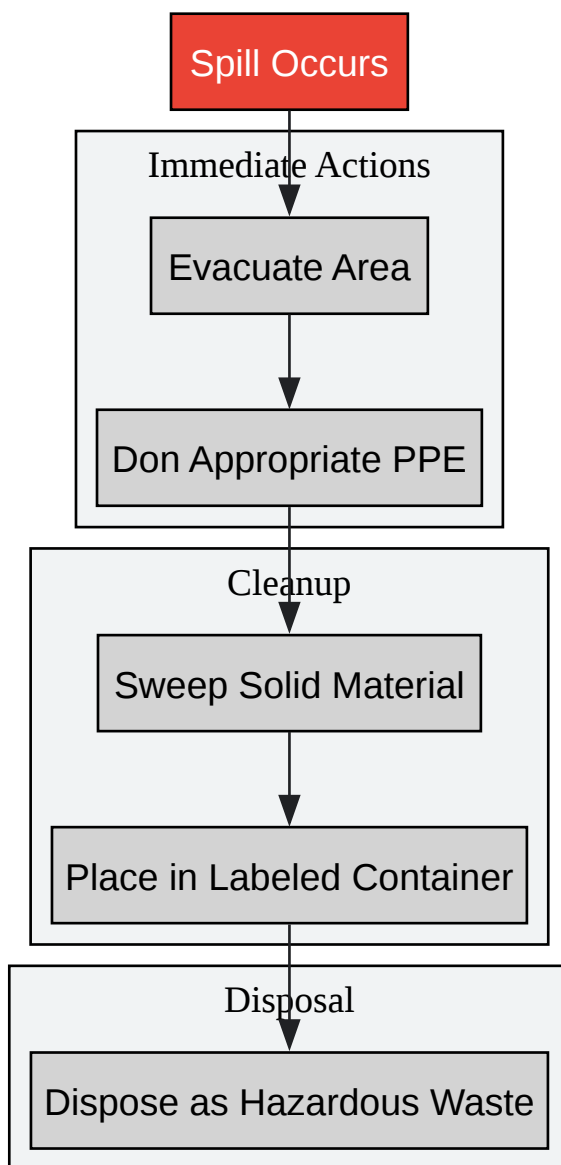 Spill Occurs
Immediate Actions
Evacuate Area
Don Appropriate PPE
Cleanup
Sweep Solid Material
Place in Labeled Container
Disposal
Dispose as Hazardous Waste